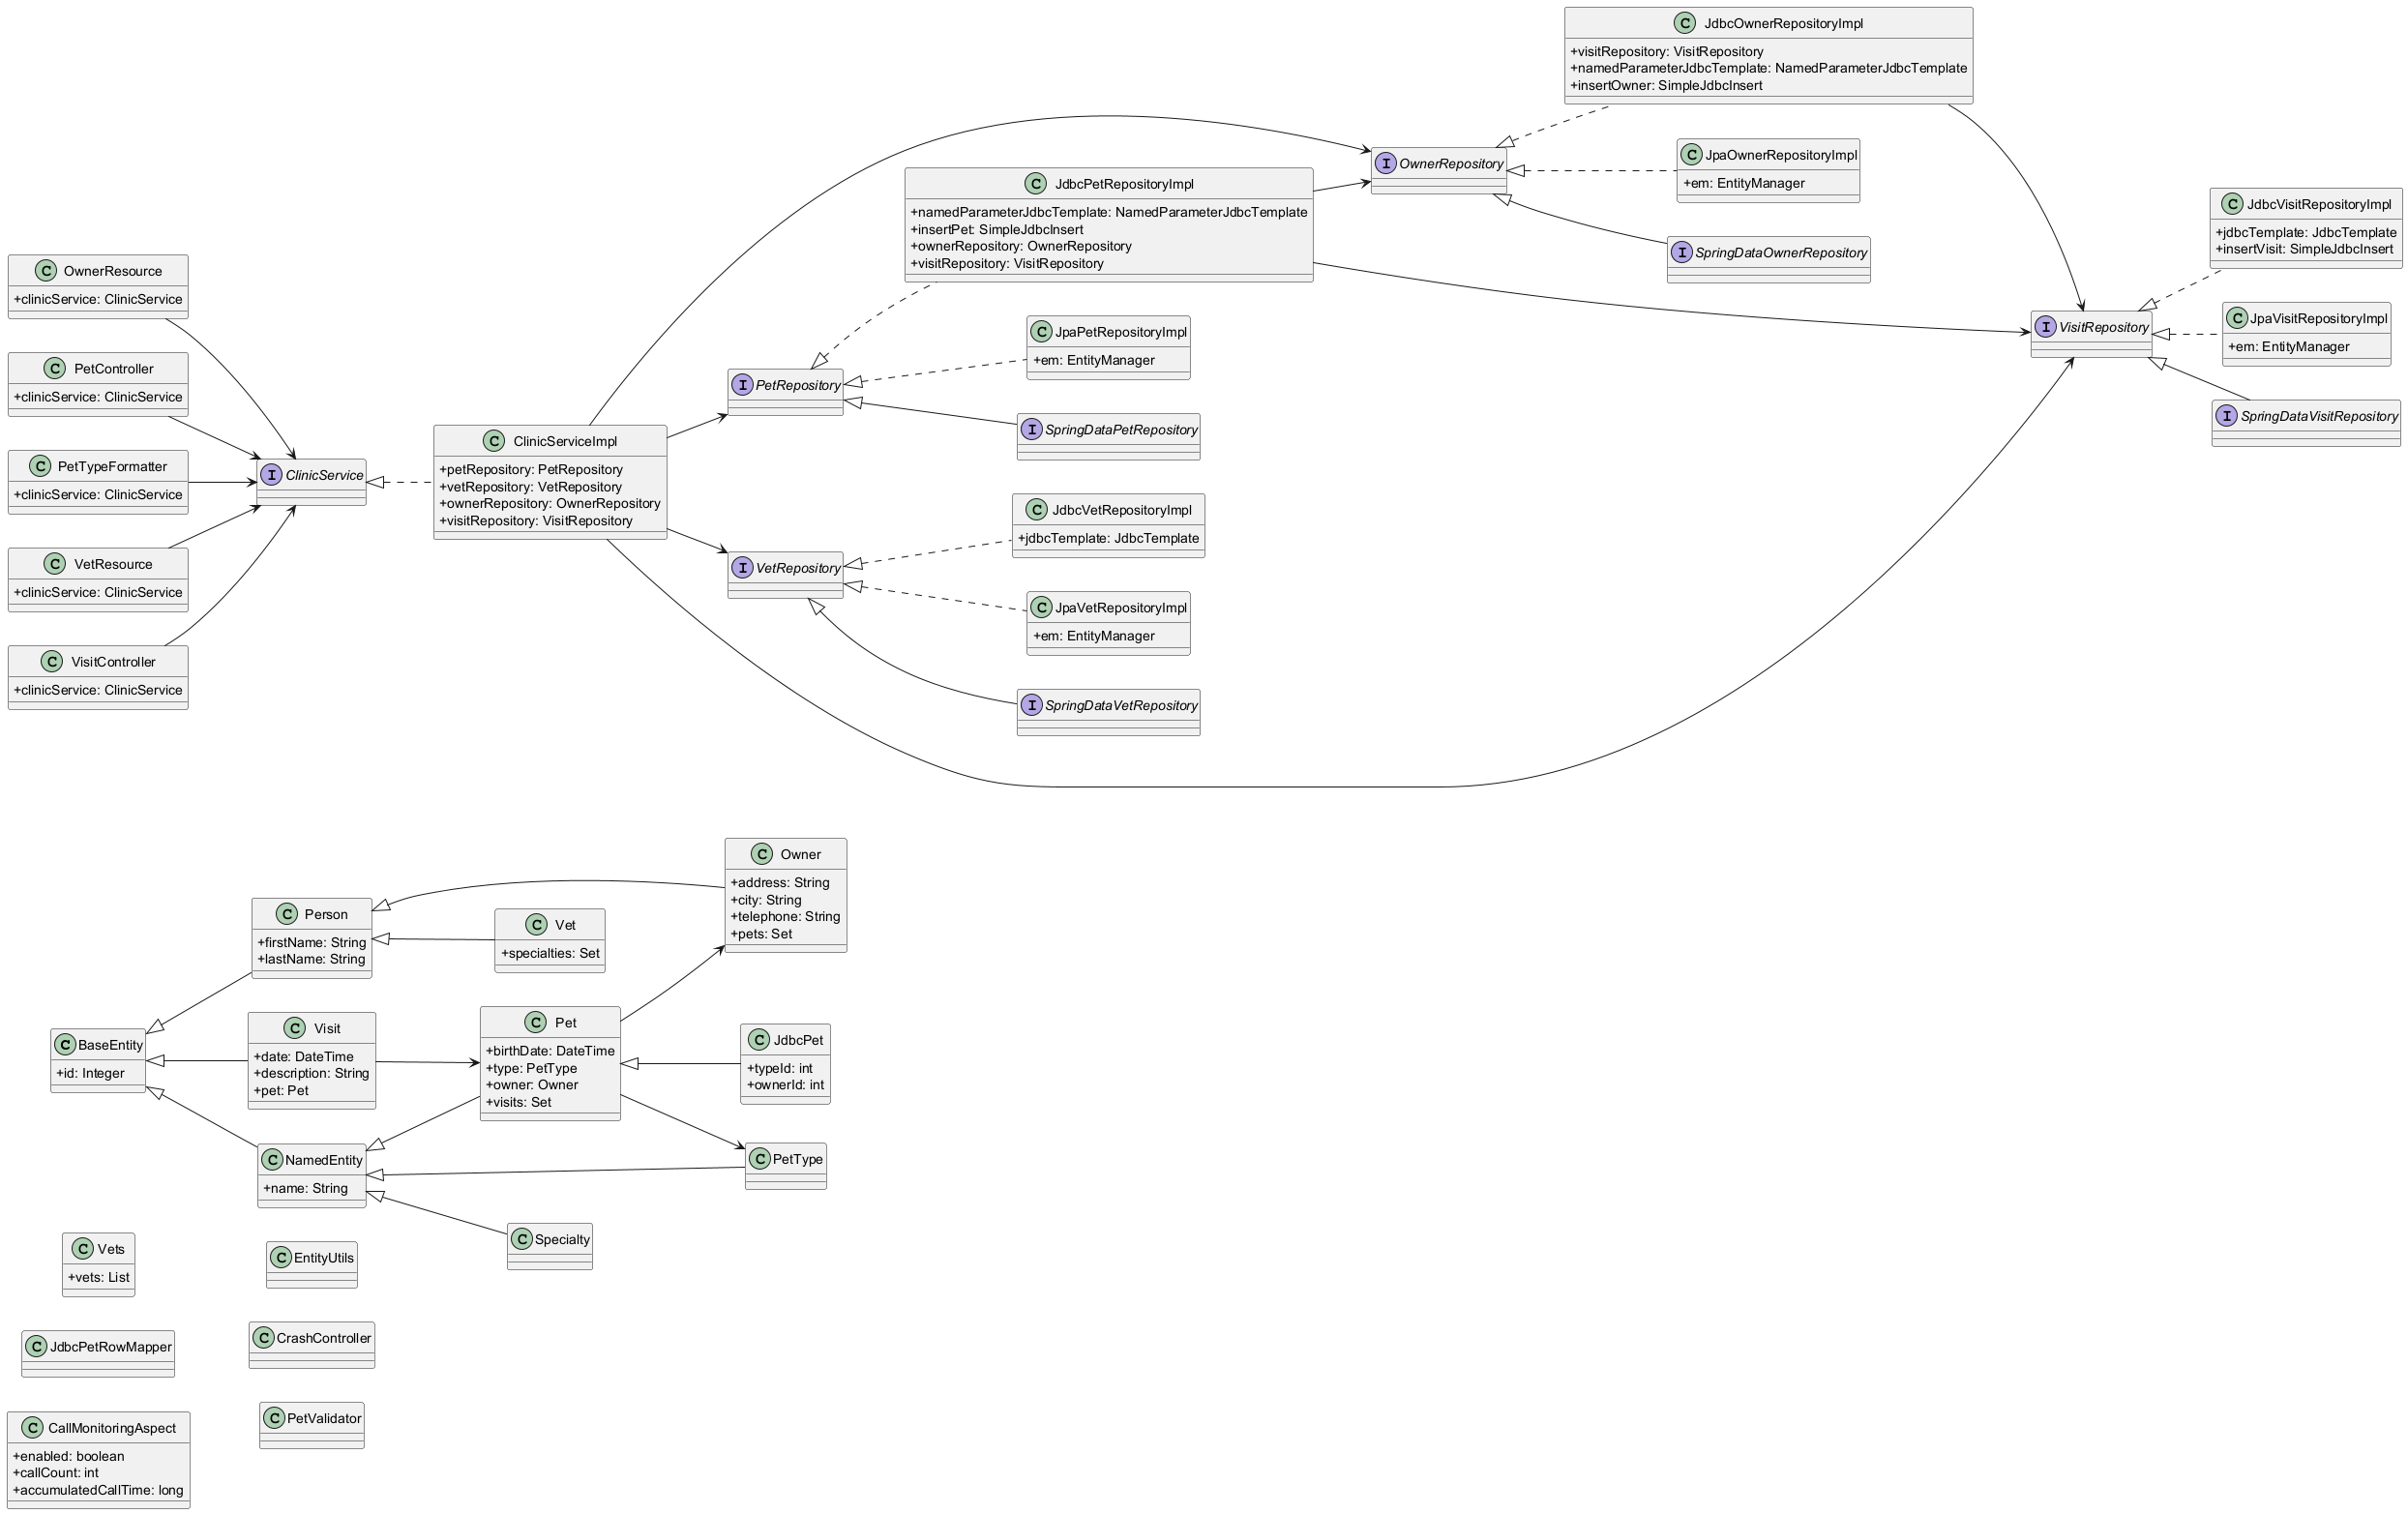 C JdbcOwnerRepositoryImpl
+visitRepository: VisitRepository
+namedParameterJdbcTemplate: NamedParameterJdbcTemplate
+insertOwner: SimpleJdbcInsert
I OwnerRepository
C JpaOwnerRepositoryImpl
+em: EntityManager
C JdbcPetRepositoryImpl
+namedParameterJdbcTemplate: NamedParameterJdbcTemplate
+insertPet: SimpleJdbcInsert
+ownerRepository: OwnerRepository
+visitRepository: VisitRepository
I SpringDataOwnerRepository
C JdbcVisitRepositoryImpl
+jdbcTemplate: JdbcTemplate
+insertVisit: SimpleJdbcInsert
C OwnerResource
+clinicService: ClinicService
C JpaPetRepositoryImpl
+em: EntityManager
I VisitRepository
C JpaVisitRepositoryImpl
+em: EntityManager
C PetController
+clinicService: ClinicService
I PetRepository
I SpringDataVisitRepository
I SpringDataPetRepository
C ClinicServiceImpl
+petRepository: PetRepository
+vetRepository: VetRepository
+ownerRepository: OwnerRepository
+visitRepository: VisitRepository
C PetTypeFormatter
+clinicService: ClinicService
I ClinicService
C JdbcVetRepositoryImpl
+jdbcTemplate: JdbcTemplate
C VetResource
+clinicService: ClinicService
I VetRepository
C JpaVetRepositoryImpl
+em: EntityManager
C VisitController
+clinicService: ClinicService
I SpringDataVetRepository
C Owner
+address: String
+city: String
+telephone: String
+pets: Set
C Person
+firstName: String
+lastName: String
C Vet
+specialties: Set
C BaseEntity
+id: Integer
C Visit
+date: DateTime
+description: String
+pet: Pet
C Pet
+birthDate: DateTime
+type: PetType
+owner: Owner
+visits: Set
C JdbcPet
+typeId: int
+ownerId: int
C NamedEntity
+name: String
C PetType
C Specialty
C Vets
+vets: List
C EntityUtils
C JdbcPetRowMapper
C CrashController
C CallMonitoringAspect
+enabled: boolean
+callCount: int
+accumulatedCallTime: long
C PetValidator